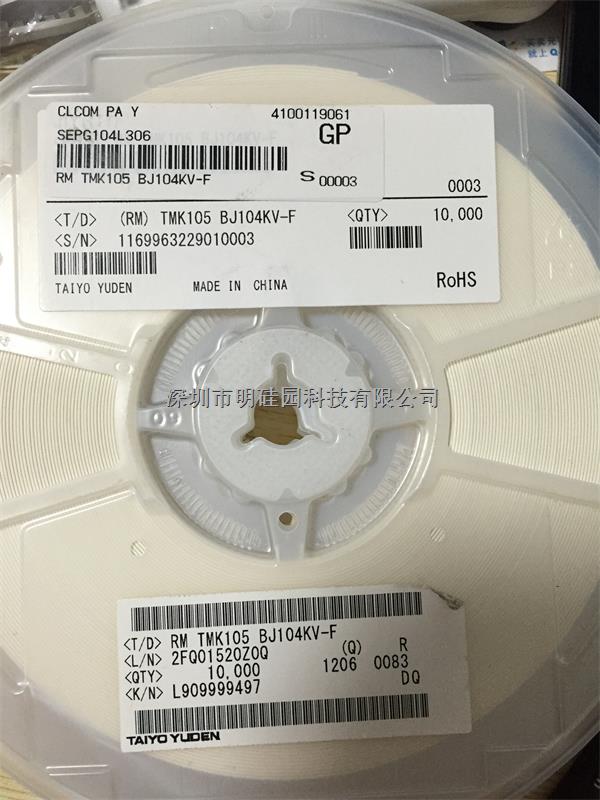 CLCOM PA Y 4100119061
SEPG104L306 GP
RM TMK105 BJ104KV-F S 00003
0003
<T/D> (RM) TMK105 BJ104KV-F <QTY> 10,000
<S/N> 1169963229010003
TAIYO YUDEN MADE IN CHINA RoHS
深圳市明硅园科技有限公司
<T/D> RM TMK105 BJ104KV-F
<L/N> 2FQ01520Z0Q (Q) R
<QTY> 10,000 1206 0083
<K/N> L909999497 DQ
TAIYO YUDEN